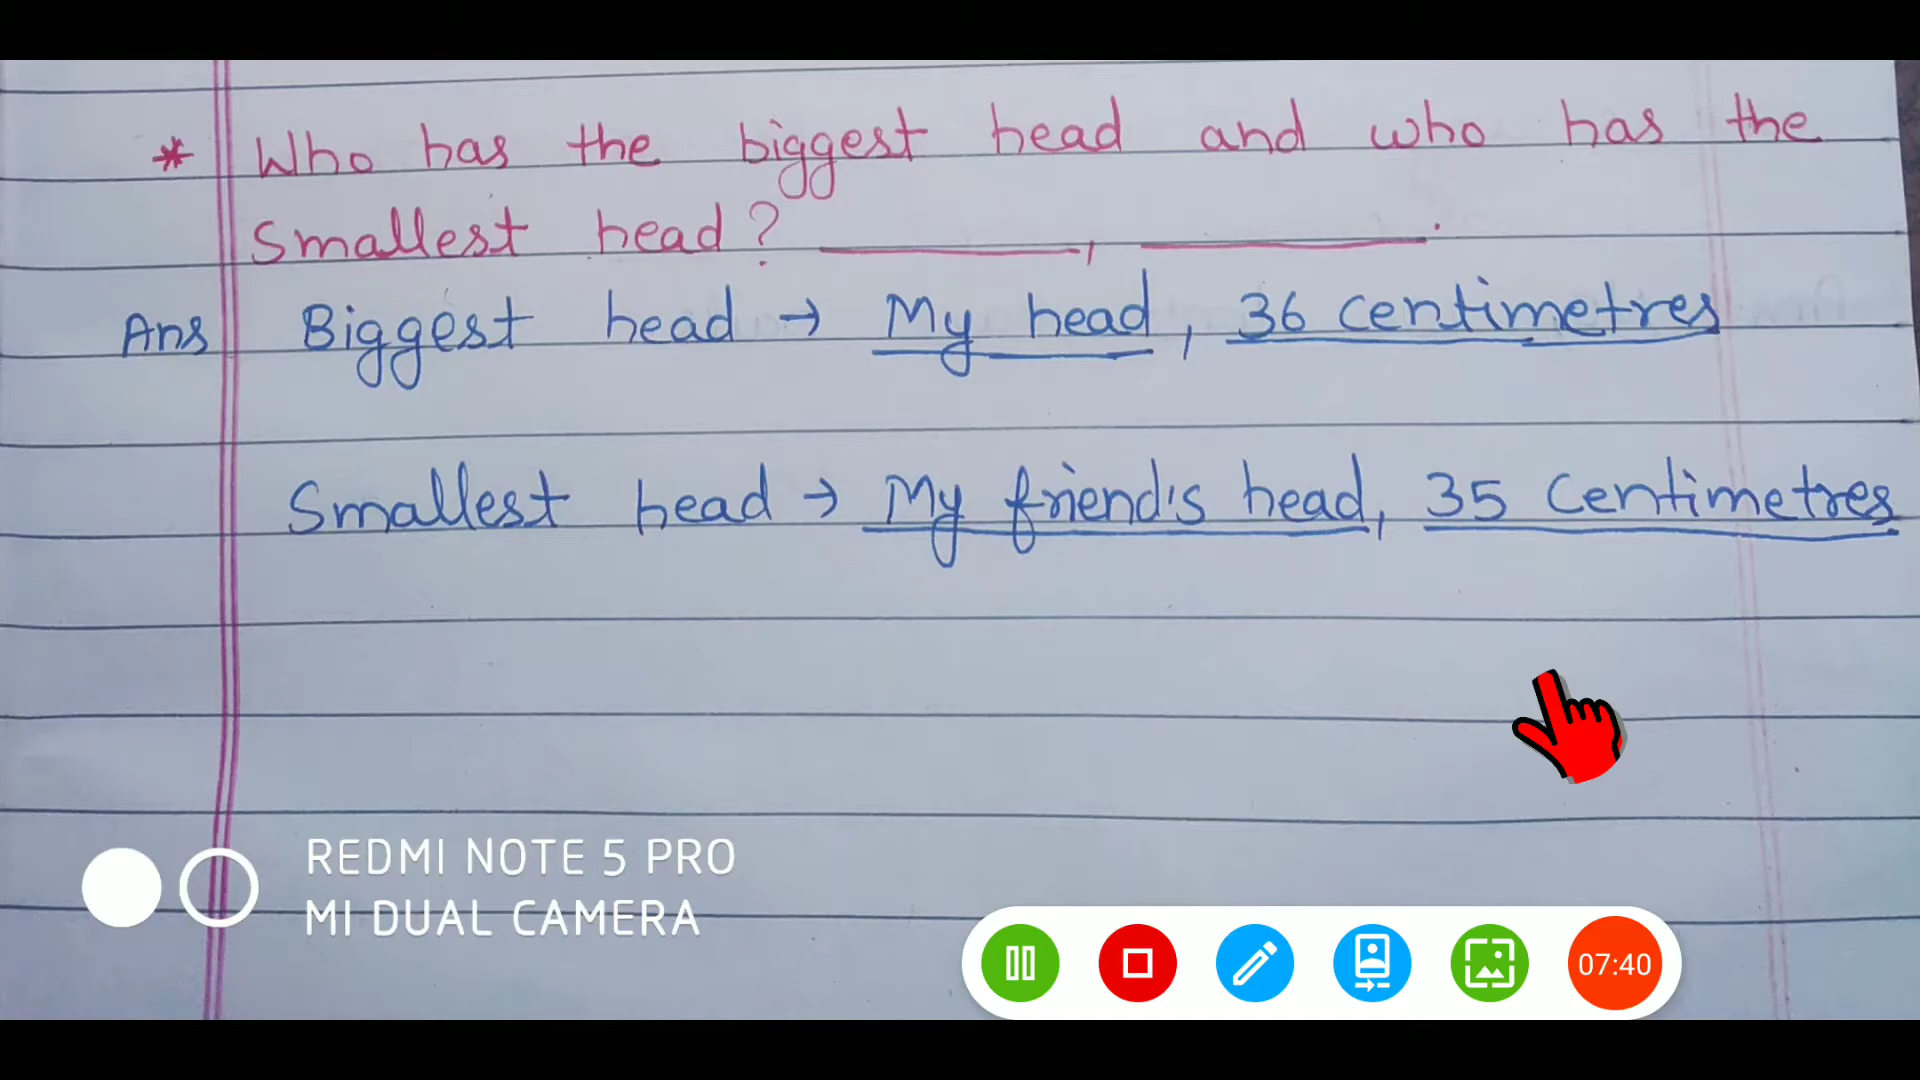 * Who has the biggest head and who has the
Smallest head? ________, ________.
Ans Biggest head → My head, 36 centimetres
Smallest head → My friend's head, 35 Centimetres
REDMI NOTE 5 PRO
MI DUAL CAMERA
07:40